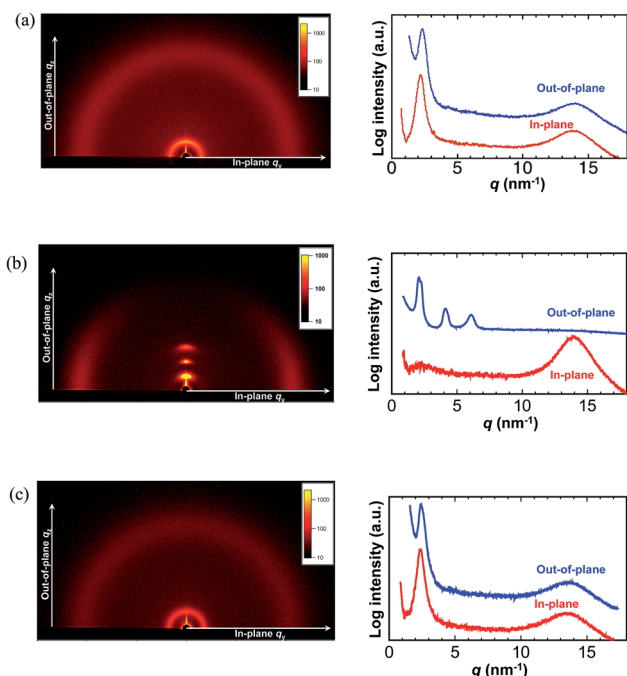 (a)
Out-of-plane qz
In-plane qy
1000
100
10
Log intensity (a.u.)
Out-of-plane
In-plane
0 5 10 15
q (nm-1)
(b)
Out-of-plane qz
In-plane qy
1000
100
10
Log intensity (a.u.)
Out-of-plane
In-plane
0 5 10 15
q (nm-1)
(c)
Out-of-plane qz
In-plane qy
1000
100
10
Log intensity (a.u.)
Out-of-plane
In-plane
0 5 10 15
q (nm-1)